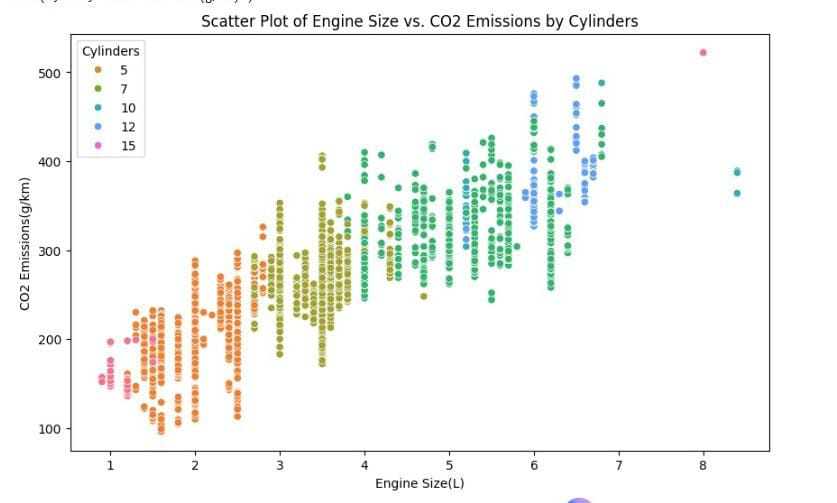 Scatter Plot of Engine Size vs. CO2 Emissions by Cylinders
Cylinders
5
7
10
12
15
500
400
300
200
100
CO2 Emissions(g/km)
1 2 3 4 5 6 7 8
Engine Size(L)